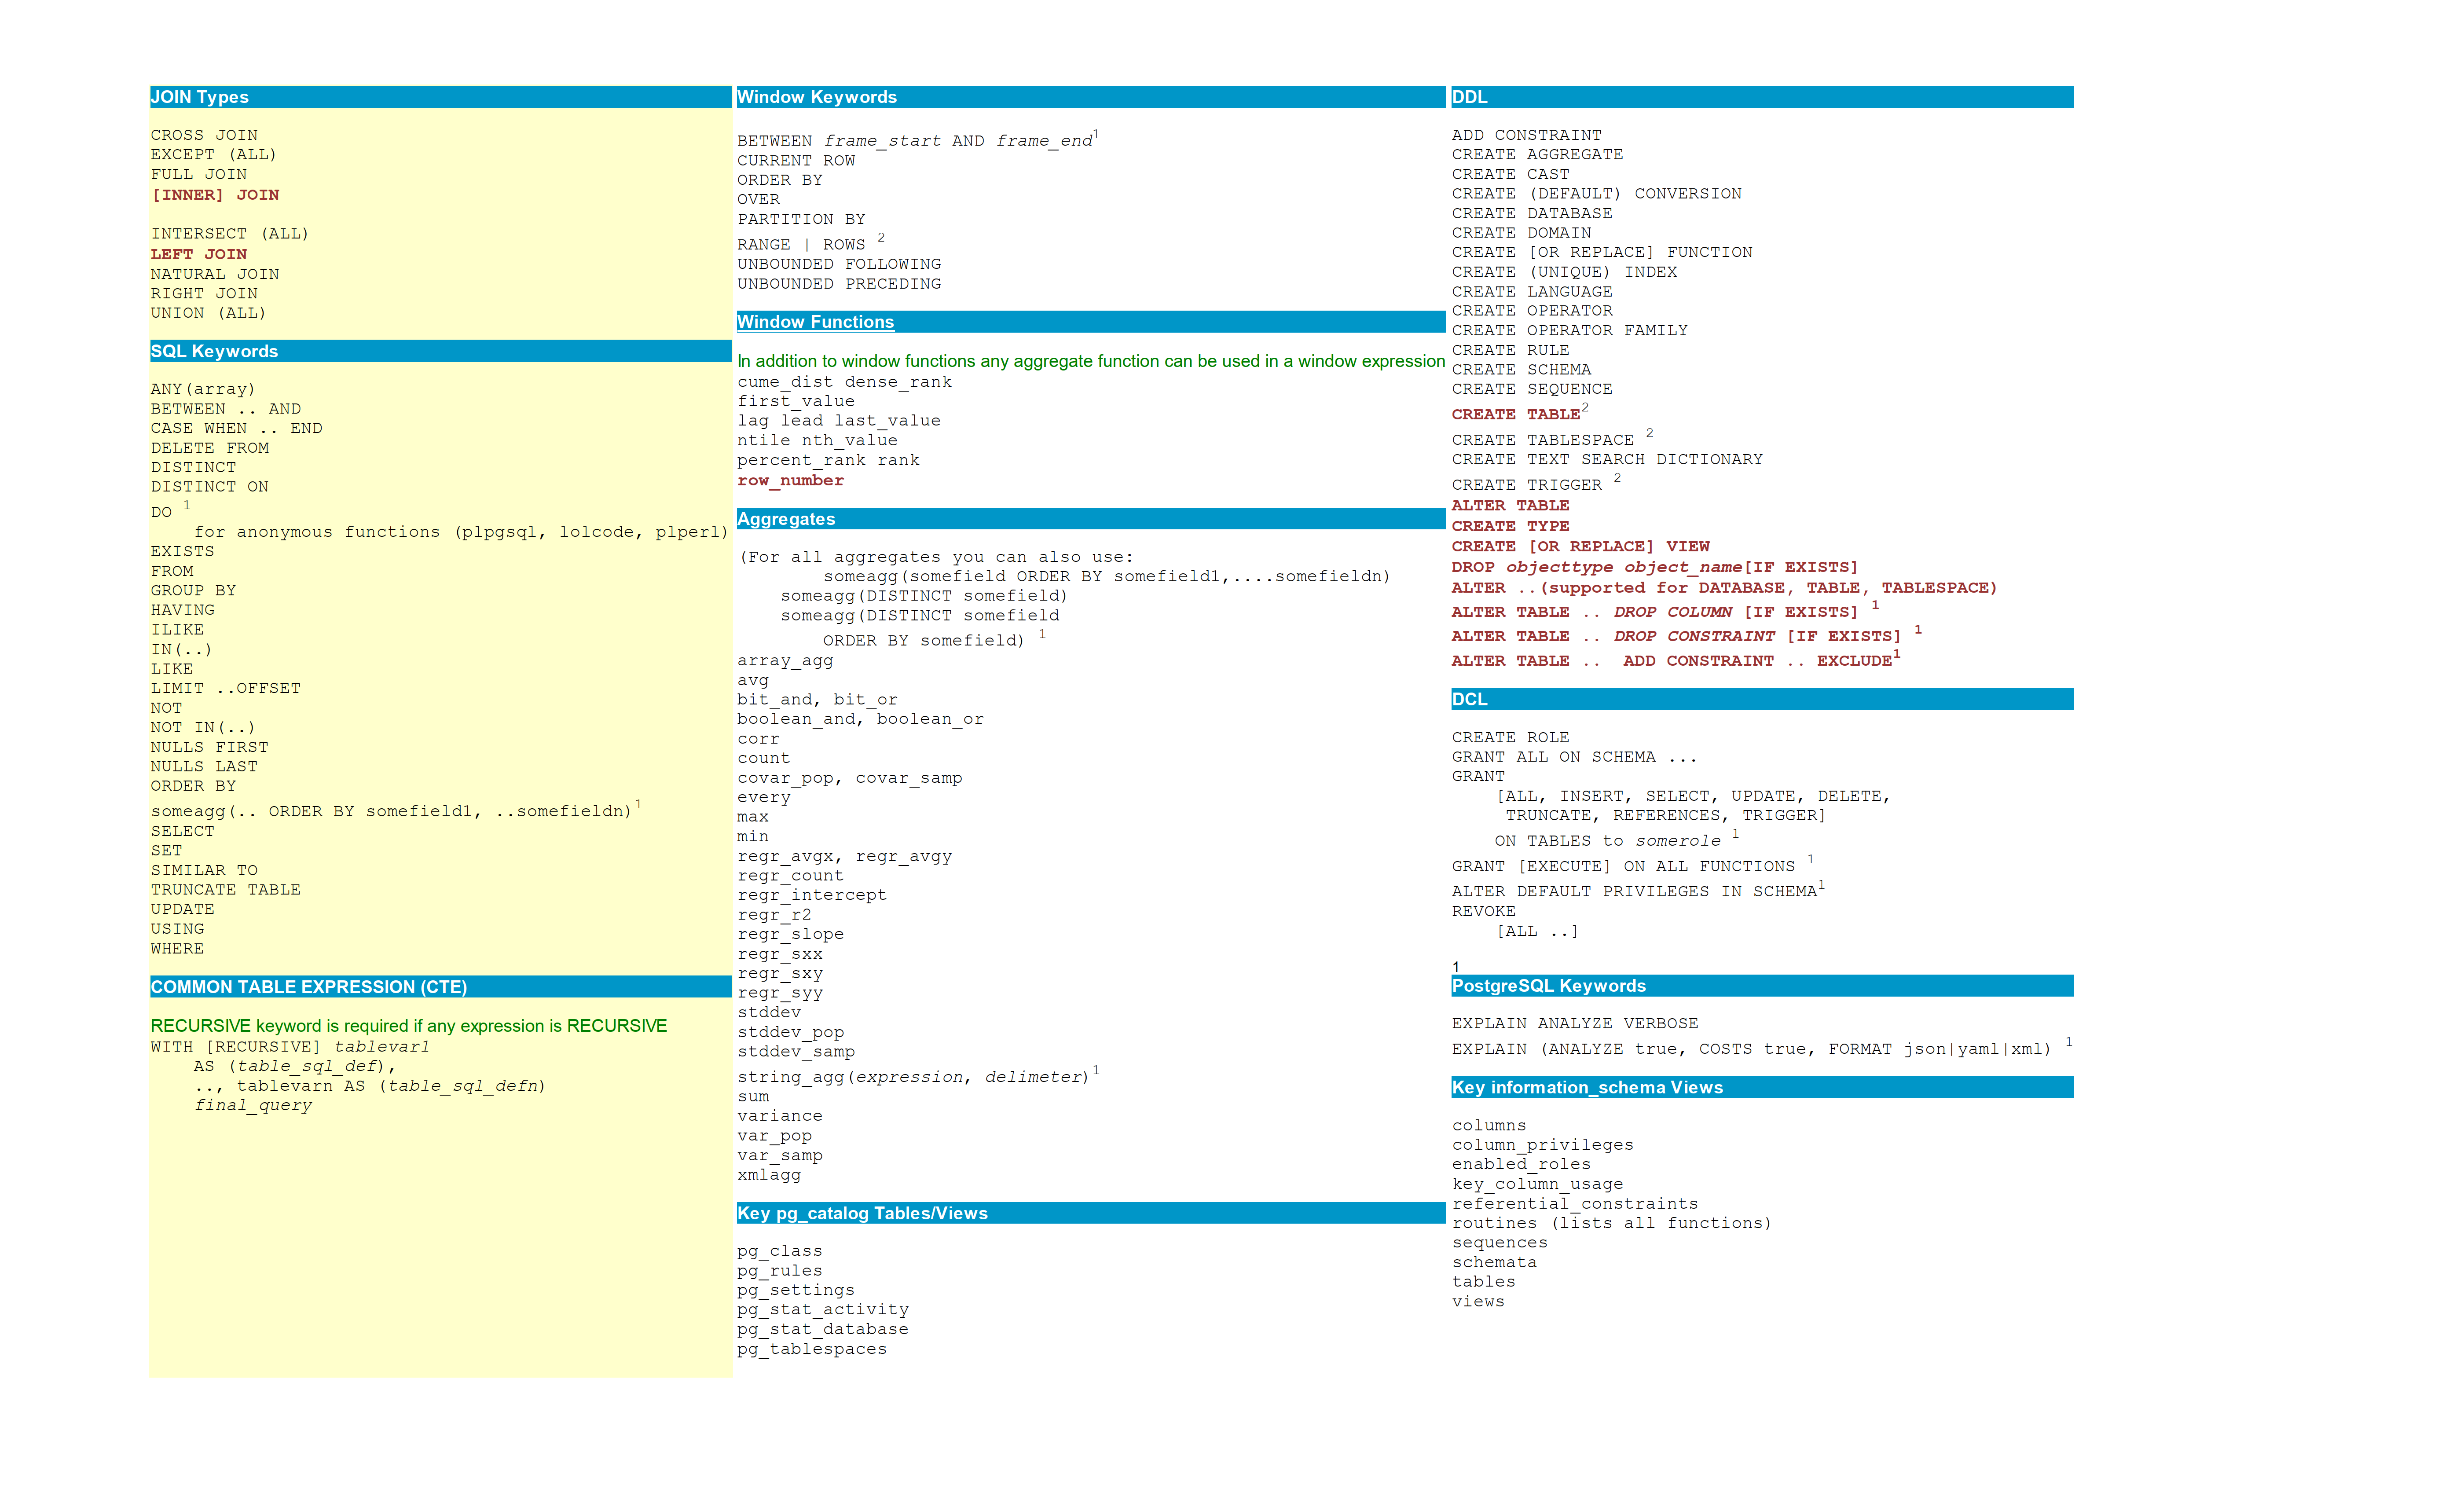 JOIN Types
CROSS JOIN
EXCEPT (ALL)
FULL JOIN
[INNER] JOIN
INTERSECT (ALL)
LEFT JOIN
NATURAL JOIN
RIGHT JOIN
UNION (ALL)
SQL Keywords
ANY(array)
BETWEEN .. AND
CASE WHEN .. END
DELETE FROM
DISTINCT
DISTINCT ON
DO 1
for anonymous functions (plpgsql, lolcode, plperl)
EXISTS
FROM
GROUP BY
HAVING
ILIKE
IN(..)
LIKE
LIMIT ..OFFSET
NOT
NOT IN(..)
NULLS FIRST
NULLS LAST
ORDER BY
someagg(.. ORDER BY somefield1, ..somefieldn)1
SELECT
SET
SIMILAR TO
TRUNCATE TABLE
UPDATE
USING
WHERE
COMMON TABLE EXPRESSION (CTE)
RECURSIVE keyword is required if any expression is RECURSIVE
WITH [RECURSIVE] tablevar1
AS (table_sql_def),
.., tablevarn AS (table_sql_defn)
final_query
Window Keywords
BETWEEN frame_start AND frame_end1
CURRENT ROW
ORDER BY
OVER
PARTITION BY
RANGE | ROWS 2
UNBOUNDED FOLLOWING
UNBOUNDED PRECEDING
Window Functions
In addition to window functions any aggregate function can be used in a window expression
cume_dist dense_rank
first_value
lag lead last_value
ntile nth_value
percent_rank rank
row_number
Aggregates
(For all aggregates you can also use:
someagg(somefield ORDER BY somefield1,....somefieldn)
someagg(DISTINCT somefield)
someagg(DISTINCT somefield
ORDER BY somefield) 1
array_agg
avg
bit_and, bit_or
boolean_and, boolean_or
corr
count
covar_pop, covar_samp
every
max
min
regr_avgx, regr_avgy
regr_count
regr_intercept
regr_r2
regr_slope
regr_sxx
regr_sxy
regr_syy
stddev
stddev_pop
stddev_samp
string_agg(expression, delimeter)1
sum
variance
var_pop
var_samp
xmlagg
Key pg_catalog Tables/Views
pg_class
pg_rules
pg_settings
pg_stat_activity
pg_stat_database
pg_tablespaces
DDL
ADD CONSTRAINT
CREATE AGGREGATE
CREATE CAST
CREATE (DEFAULT) CONVERSION
CREATE DATABASE
CREATE DOMAIN
CREATE [OR REPLACE] FUNCTION
CREATE (UNIQUE) INDEX
CREATE LANGUAGE
CREATE OPERATOR
CREATE OPERATOR FAMILY
CREATE RULE
CREATE SCHEMA
CREATE SEQUENCE
CREATE TABLE2
CREATE TABLESPACE 2
CREATE TEXT SEARCH DICTIONARY
CREATE TRIGGER 2
ALTER TABLE
CREATE TYPE
CREATE [OR REPLACE] VIEW
DROP objecttype object_name[IF EXISTS]
ALTER ..(supported for DATABASE, TABLE, TABLESPACE)
ALTER TABLE .. DROP COLUMN [IF EXISTS] 1
ALTER TABLE .. DROP CONSTRAINT [IF EXISTS] 1
ALTER TABLE .. ADD CONSTRAINT .. EXCLUDE1
DCL
CREATE ROLE
GRANT ALL ON SCHEMA ...
GRANT
[ALL, INSERT, SELECT, UPDATE, DELETE,
TRUNCATE, REFERENCES, TRIGGER]
ON TABLES to somerole 1
GRANT [EXECUTE] ON ALL FUNCTIONS 1
ALTER DEFAULT PRIVILEGES IN SCHEMA1
REVOKE
[ALL ..]
1
PostgreSQL Keywords
EXPLAIN ANALYZE VERBOSE
EXPLAIN (ANALYZE true, COSTS true, FORMAT json|yaml|xml) 1
Key information_schema Views
columns
column_privileges
enabled_roles
key_column_usage
referential_constraints
routines (lists all functions)
sequences
schemata
tables
views